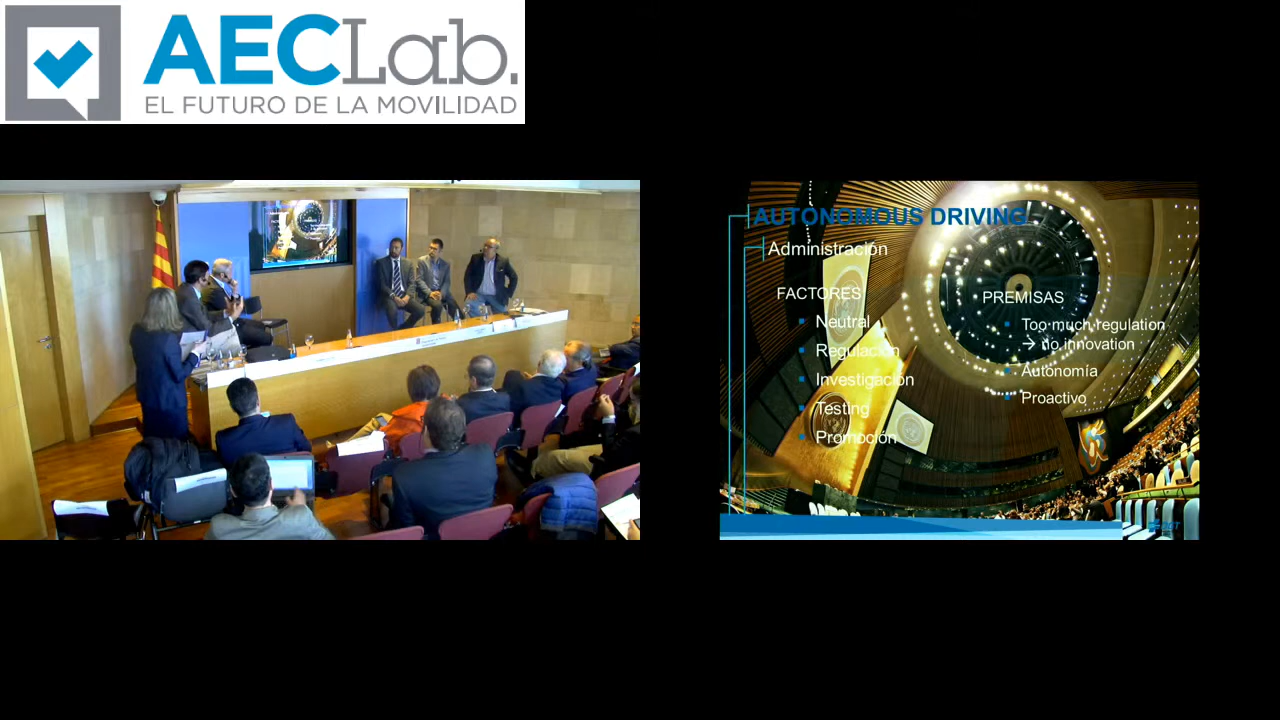 AECLab.
EL FUTURO DE LA MOVILIDAD
AUTONOMOUS DRIVING
Administración
FACTORES
Neutral
Regulación
Investigación
Testing
Promoción
PREMISAS
Too much regulation
→ no innovation
Autonomía
Proactivo